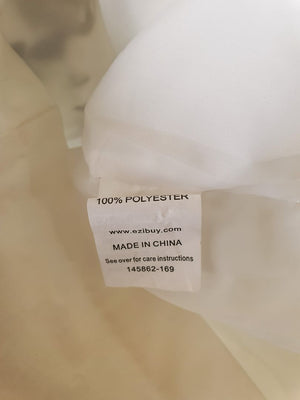 100% POLYESTER
www.ezibuy.com
MADE IN CHINA
See over for care instructions
145862-169